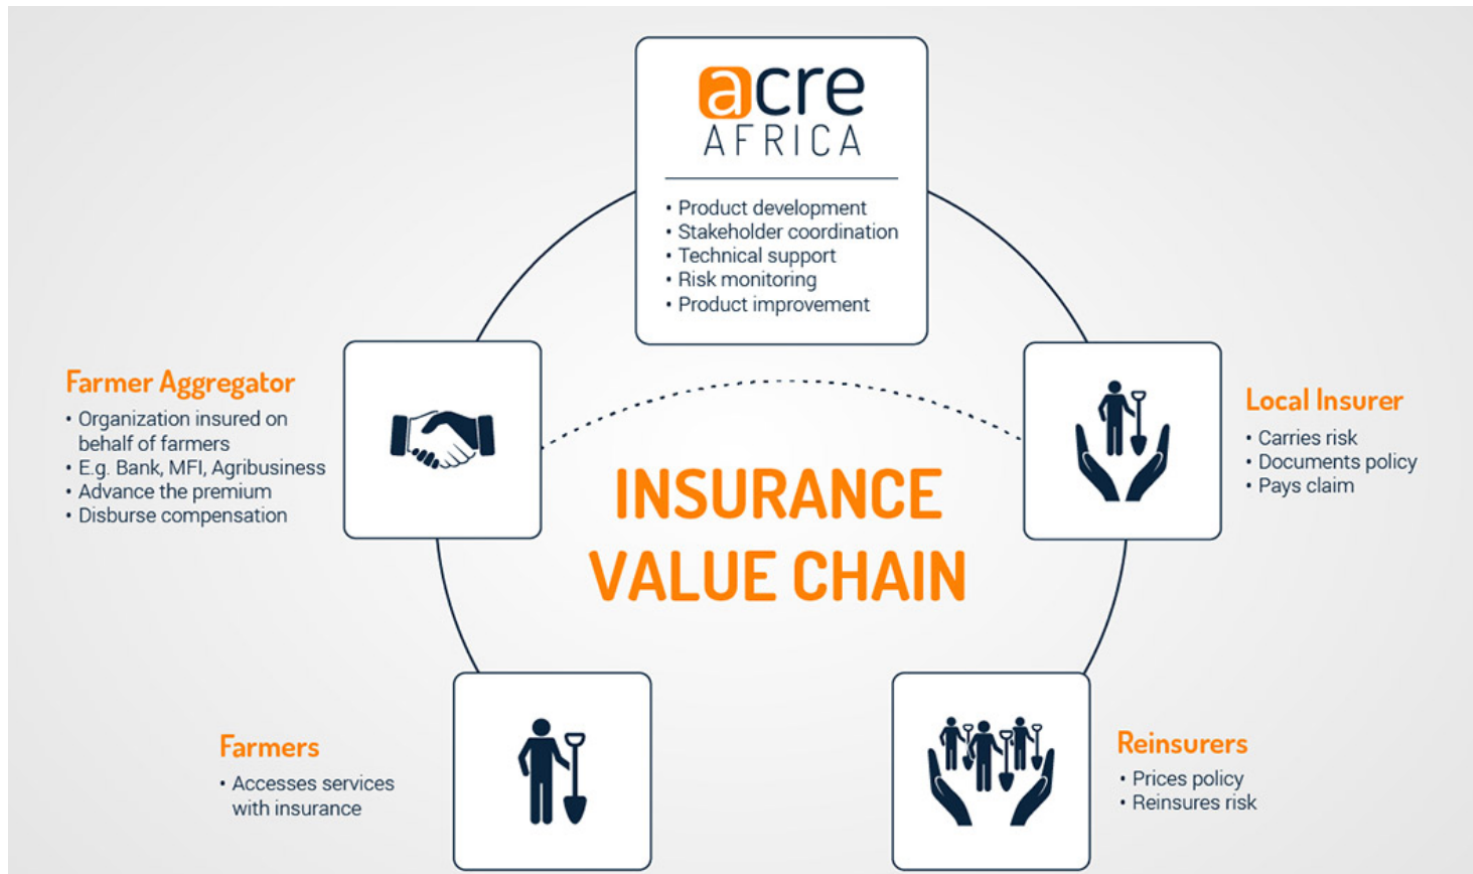 acre
AFRICA
• Product development
• Stakeholder coordination
• Technical support
• Risk monitoring
• Product improvement
Farmer Aggregator
• Organization insured on
behalf of farmers
• E.g. Bank, MFI, Agribusiness
• Advance the premium
• Disburse compensation
Local Insurer
• Carries risk
• Documents policy
• Pays claim
INSURANCE
VALUE CHAIN
Farmers
• Accesses services
with insurance
Reinsurers
• Prices policy
• Reinsures risk